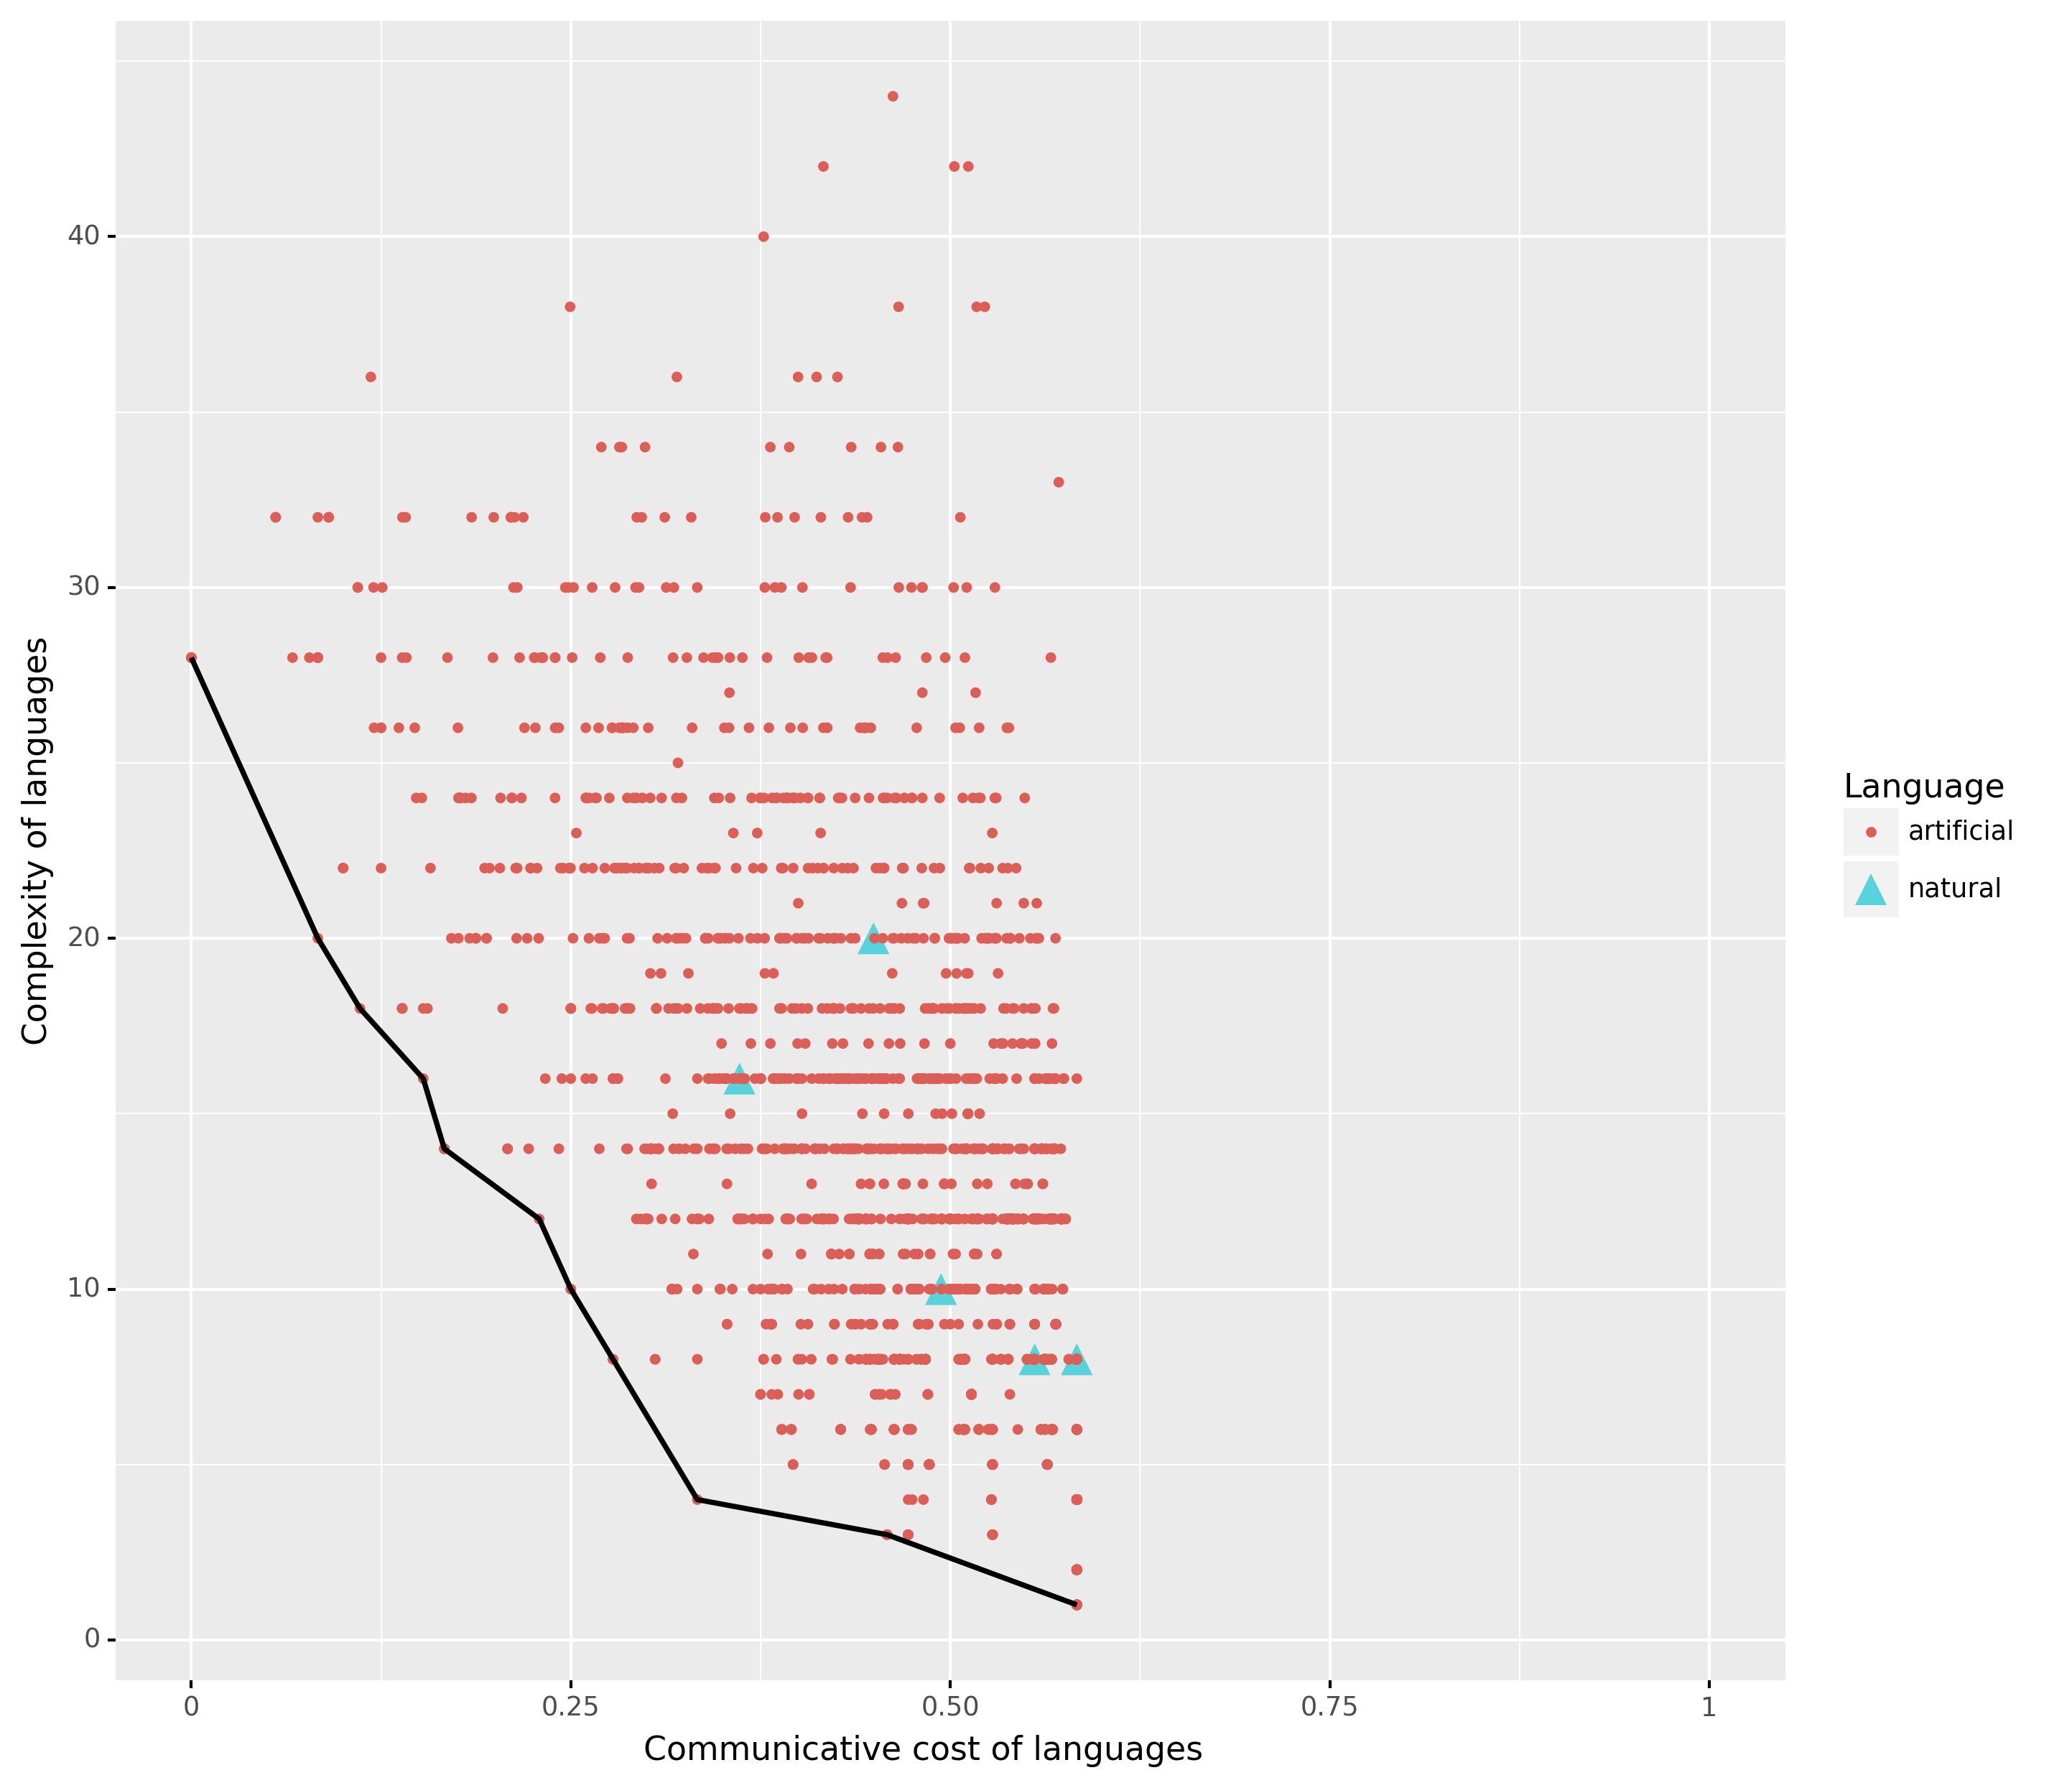 Complexity of languages
40
30
20
10
0
0
0.25
0.50
0.75
1
Communicative cost of languages
Language
artificial
natural